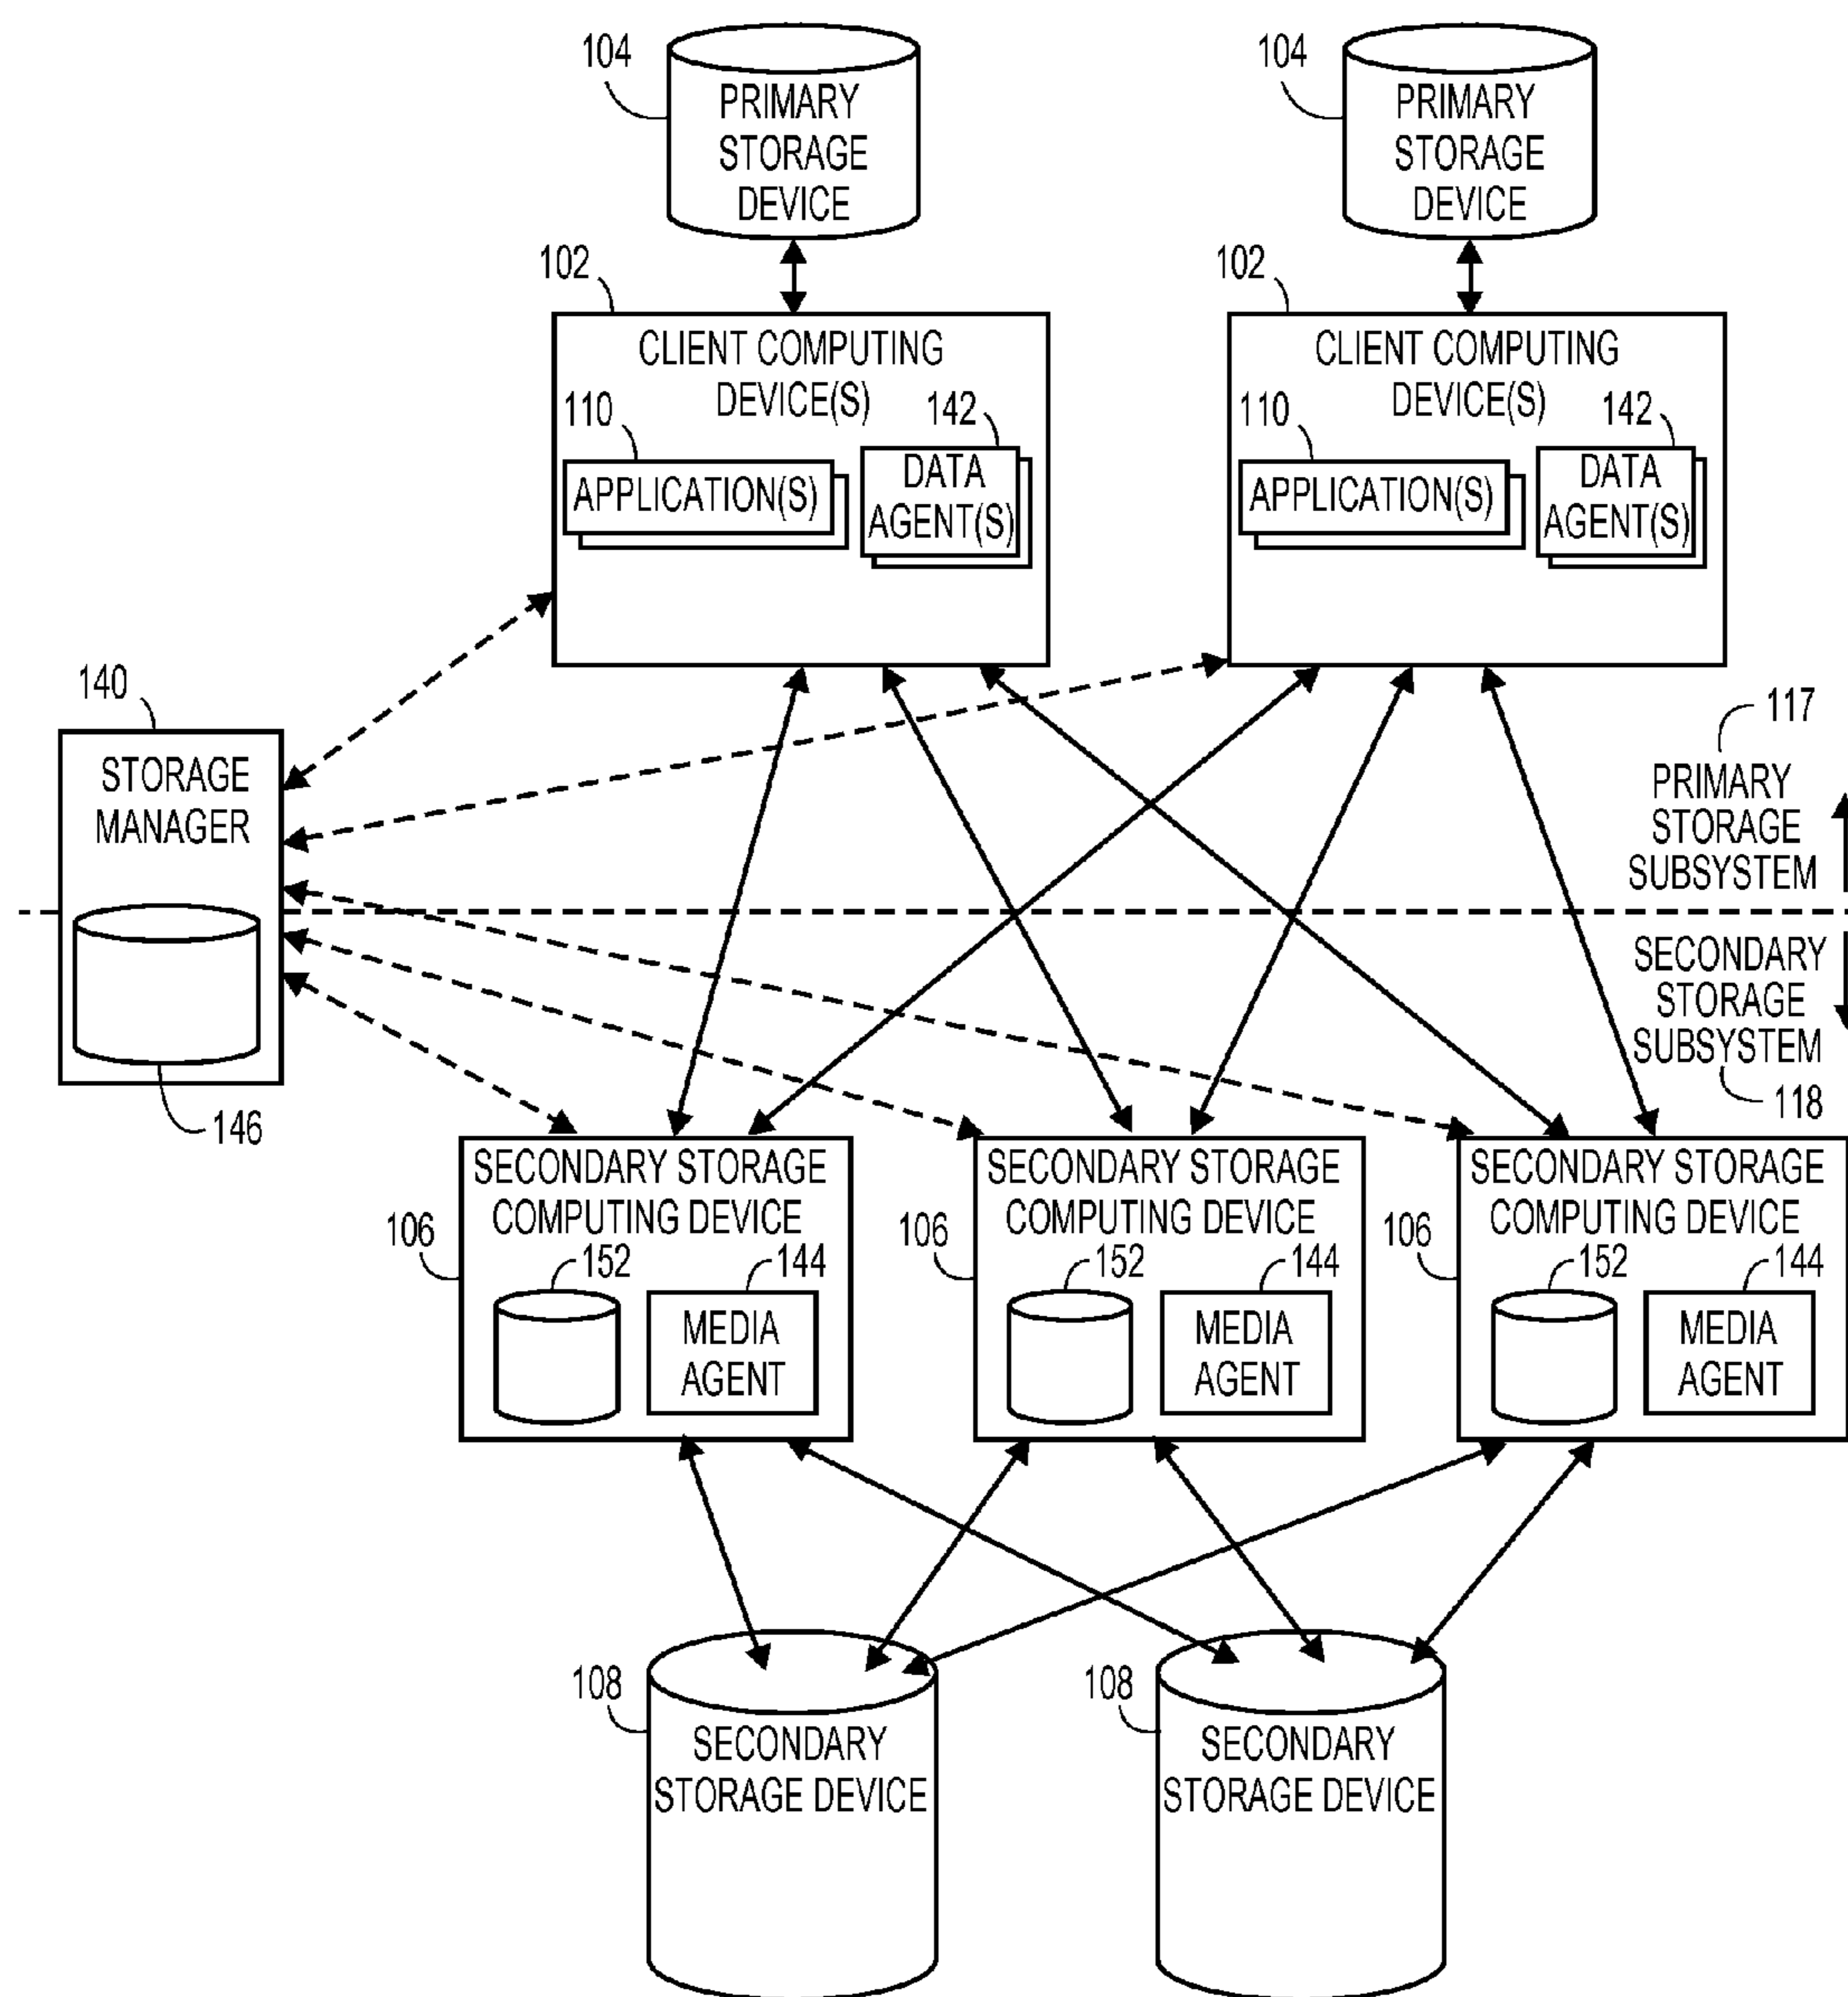 104
PRIMARY
STORAGE
DEVICE
104
PRIMARY
STORAGE
DEVICE
102
CLIENT COMPUTING
DEVICE(S)
110
APPLICATION(S)
142
DATA
AGENT(S)
102
CLIENT COMPUTING
DEVICE(S)
110
APPLICATION(S)
142
DATA
AGENT(S)
140
STORAGE
MANAGER
146
117
PRIMARY
STORAGE
SUBSYSTEM
SECONDARY
STORAGE
SUBSYSTEM
118
106
SECONDARY STORAGE
COMPUTING DEVICE
152
144
MEDIA
AGENT
106
SECONDARY STORAGE
COMPUTING DEVICE
152
144
MEDIA
AGENT
106
SECONDARY STORAGE
COMPUTING DEVICE
152
144
MEDIA
AGENT
108
SECONDARY
STORAGE DEVICE
108
SECONDARY
STORAGE DEVICE